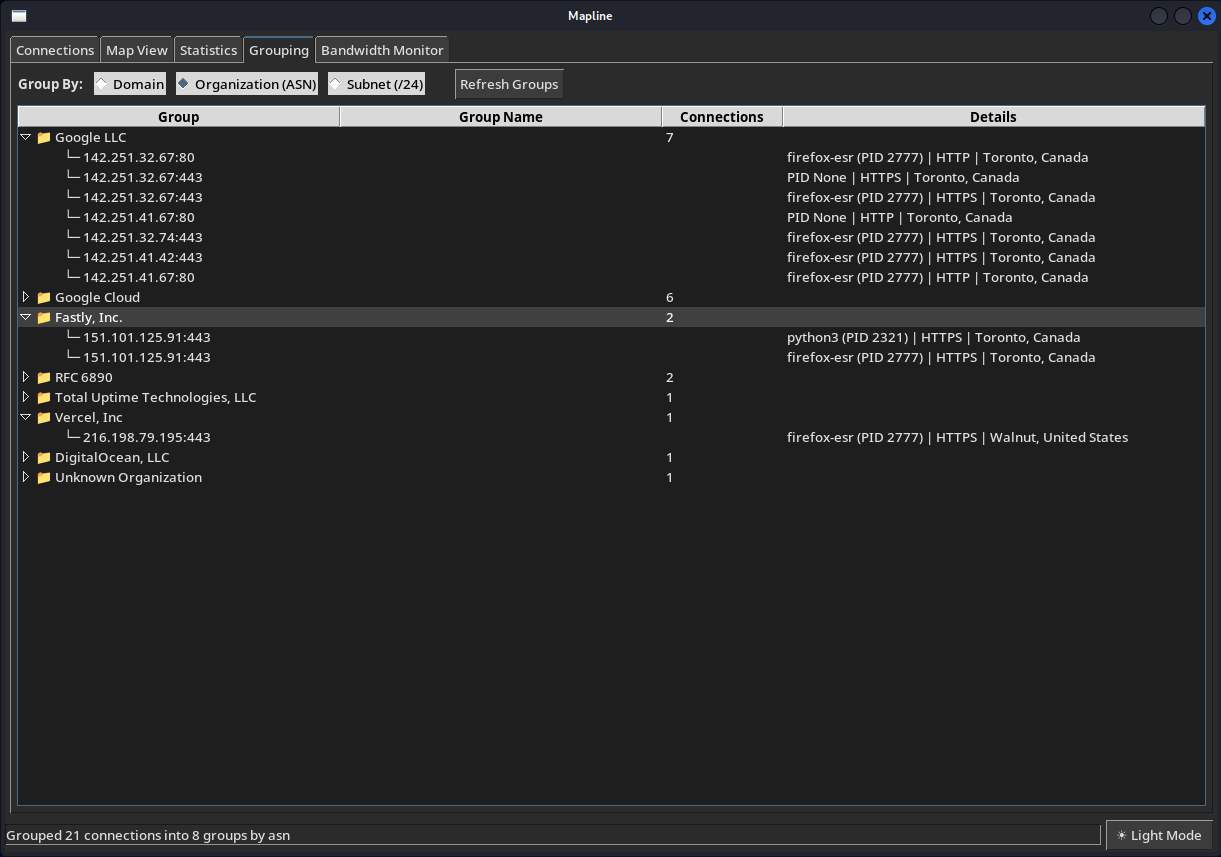 Mapline
Connections Map View Statistics Grouping Bandwidth Monitor
Group By: Domain Organization (ASN) Subnet (/24) Refresh Groups
Group Group Name Connections Details
Google LLC 7
142.251.32.67:80 firefox-esr (PID 2777) | HTTP | Toronto, Canada
142.251.32.67:443 PID None | HTTPS | Toronto, Canada
142.251.32.67:443 firefox-esr (PID 2777) | HTTPS | Toronto, Canada
142.251.41.67:80 PID None | HTTP | Toronto, Canada
142.251.32.74:443 firefox-esr (PID 2777) | HTTPS | Toronto, Canada
142.251.41.42:443 firefox-esr (PID 2777) | HTTPS | Toronto, Canada
142.251.41.67:80 firefox-esr (PID 2777) | HTTP | Toronto, Canada
Google Cloud 6
Fastly, Inc. 2
151.101.125.91:443 python3 (PID 2321) | HTTPS | Toronto, Canada
151.101.125.91:443 firefox-esr (PID 2777) | HTTPS | Toronto, Canada
RFC 6890 2
Total Uptime Technologies, LLC 1
Vercel, Inc 1
216.198.79.195:443 firefox-esr (PID 2777) | HTTPS | Walnut, United States
DigitalOcean, LLC 1
Unknown Organization 1
Grouped 21 connections into 8 groups by asn
☀ Light Mode